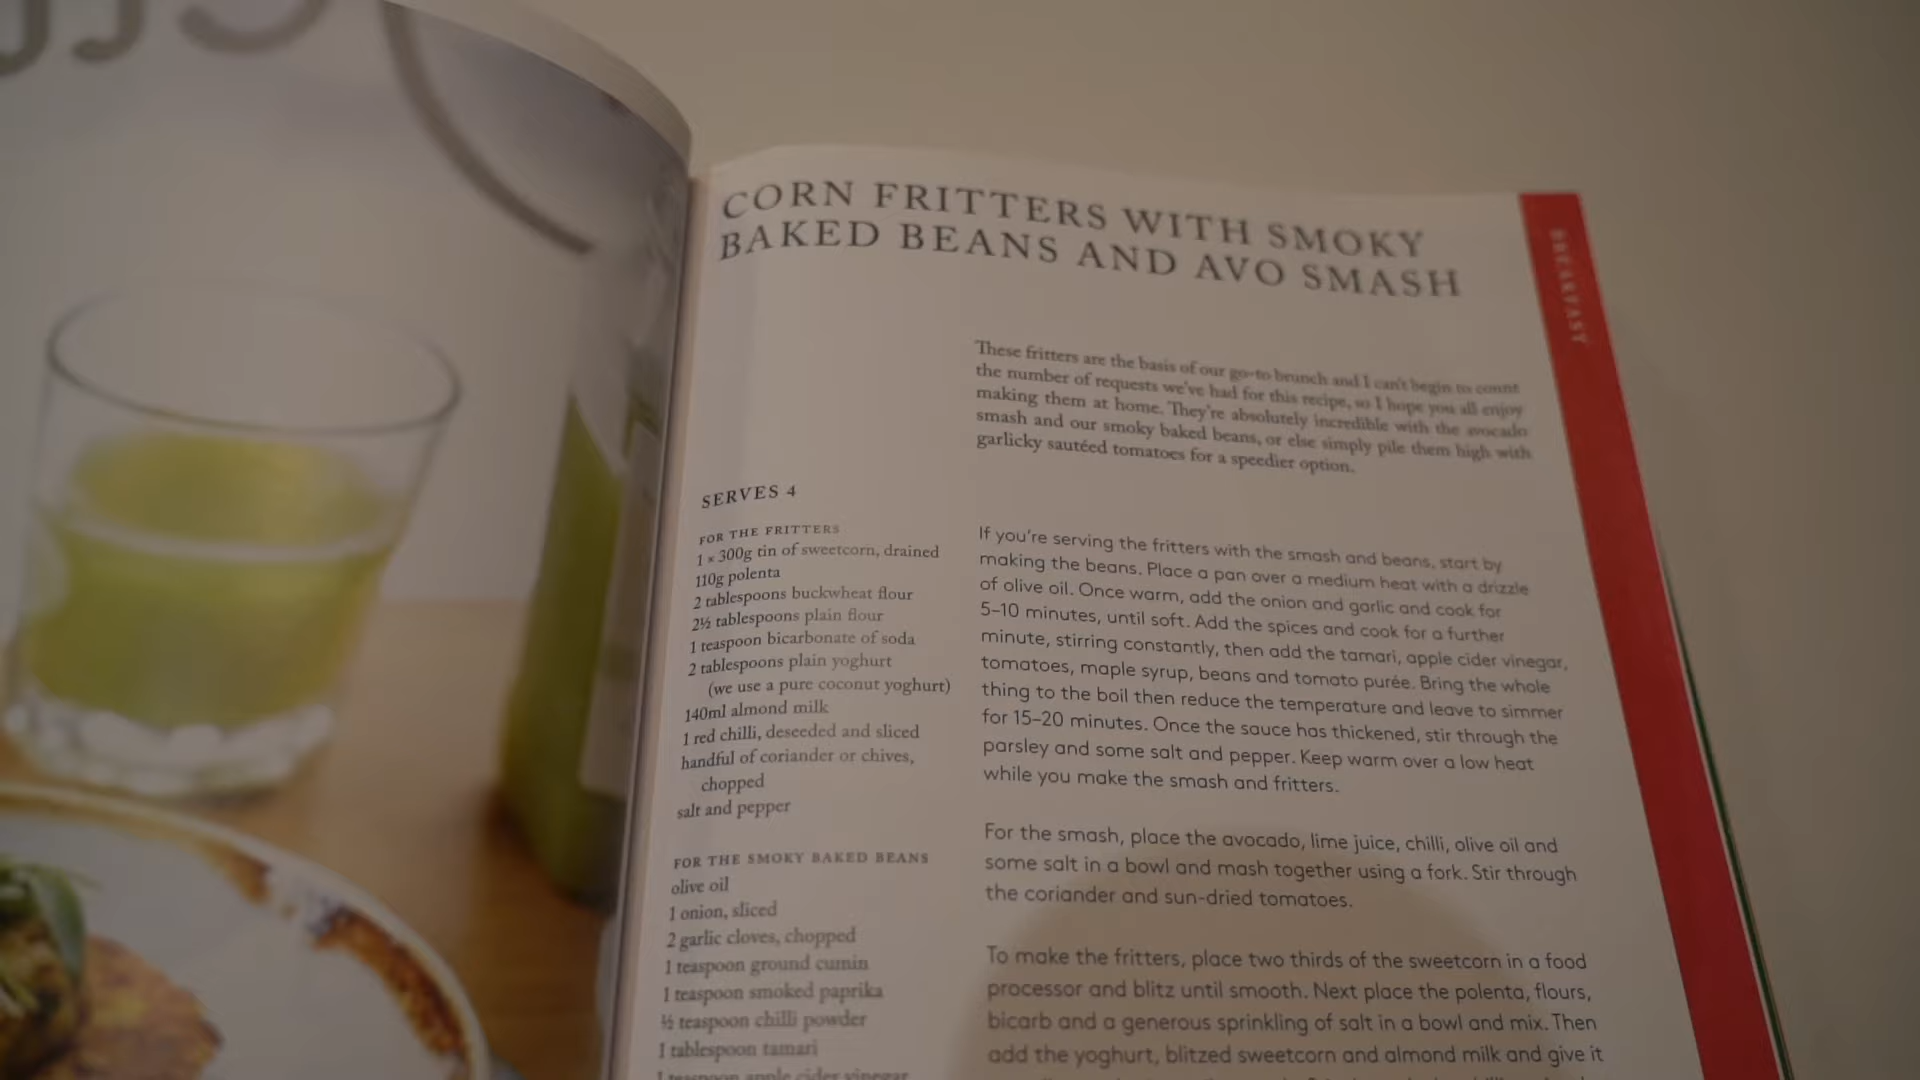 CORN FRITTERS WITH SMOKY
BAKED BEANS AND AVO SMASH
BREAKFAST
These fritters are the basis of our go-to brunch and I can't begin to count
the number of requests we've had for this recipe, so I hope you all enjoy
making them at home. They're absolutely incredible with the avocado
smash and our smoky baked beans, or else simply pile them high with
garlicky sautéed tomatoes for a speedier option.
SERVES 4
FOR THE FRITTERS
1 × 300g tin of sweetcorn, drained
110g polenta
2 tablespoons buckwheat flour
2½ tablespoons plain flour
1 teaspoon bicarbonate of soda
2 tablespoons plain yoghurt
(we use a pure coconut yoghurt)
140ml almond milk
1 red chilli, deseeded and sliced
handful of coriander or chives,
chopped
salt and pepper
FOR THE SMOKY BAKED BEANS
olive oil
1 onion, sliced
2 garlic cloves, chopped
1 teaspoon ground cumin
1 teaspoon smoked paprika
½ teaspoon chilli powder
1 tablespoon tamari
1 teaspoon apple cider vinegar
If you're serving the fritters with the smash and beans, start by
making the beans. Place a pan over a medium heat with a drizzle
of olive oil. Once warm, add the onion and garlic and cook for
5–10 minutes, until soft. Add the spices and cook for a further
minute, stirring constantly, then add the tamari, apple cider vinegar,
tomatoes, maple syrup, beans and tomato purée. Bring the whole
thing to the boil then reduce the temperature and leave to simmer
for 15–20 minutes. Once the sauce has thickened, stir through the
parsley and some salt and pepper. Keep warm over a low heat
while you make the smash and fritters.
For the smash, place the avocado, lime juice, chilli, olive oil and
some salt in a bowl and mash together using a fork. Stir through
the coriander and sun-dried tomatoes.
To make the fritters, place two thirds of the sweetcorn in a food
processor and blitz until smooth. Next place the polenta, flours,
bicarb and a generous sprinkling of salt in a bowl and mix. Then
add the yoghurt, blitzed sweetcorn and almond milk and give it